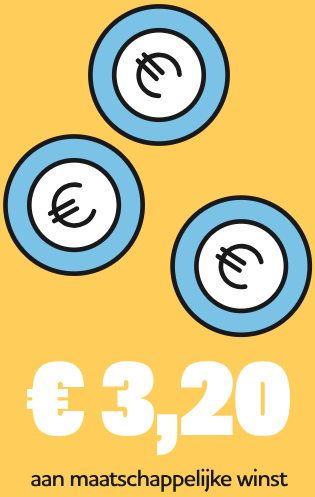 €
€
€
€ 3,20
aan maatschappelijke winst